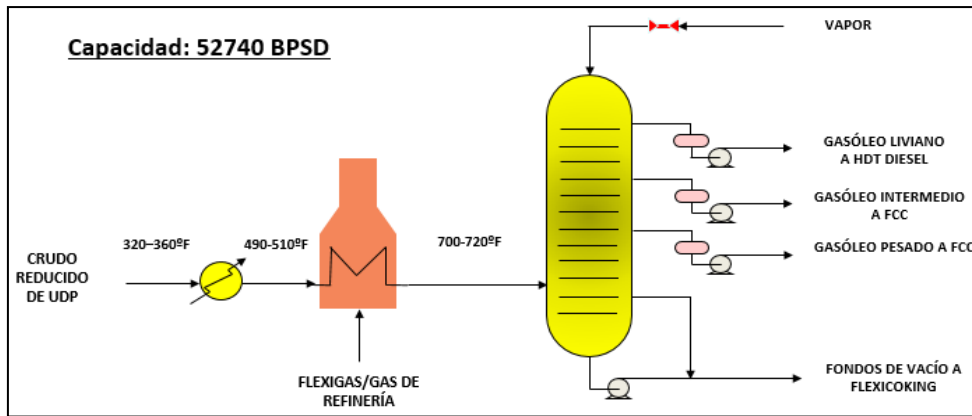 Capacidad: 52740 BPSD
VAPOR
GASÓLEO LIVIANO
A HDT DIESEL
GASÓLEO INTERMEDIO
A FCC
GASÓLEO PESADO A FCC
320–360ºF
490-510ºF
700-720ºF
CRUDO
REDUCIDO
DE UDP
FLEXIGAS/GAS DE
REFINERÍA
FONDOS DE VACÍO A
FLEXICOKING